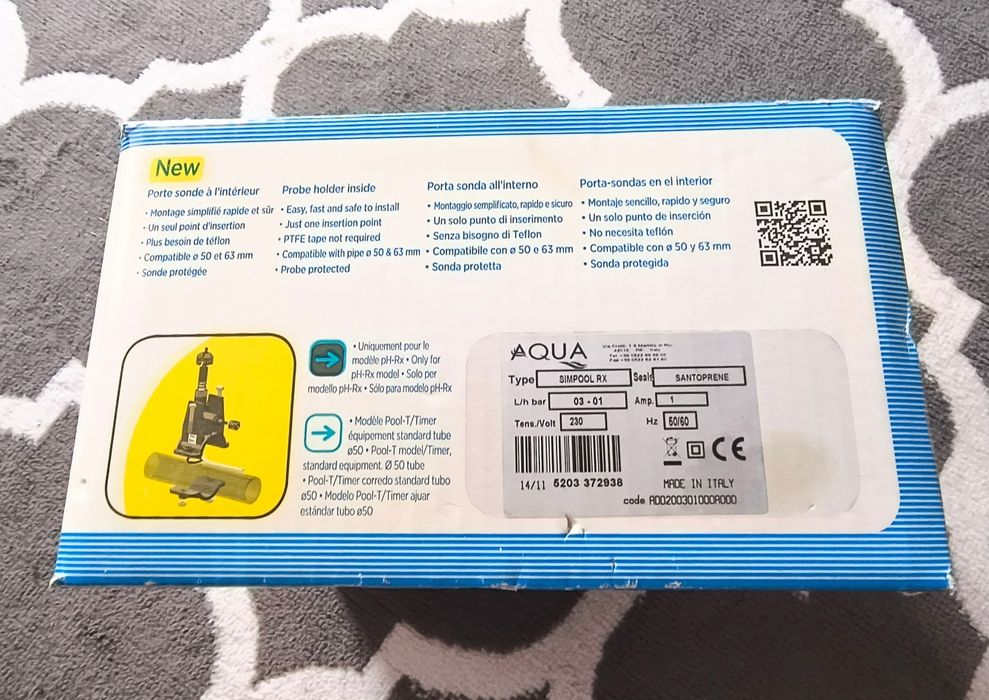 New
Porte sonde à l'intérieur
• Montage simplifié rapide et sûr
• Un seul point d'insertion
• Plus besoin de téflon
• Compatible ø 50 et 63 mm
• Sonde protégée
Probe holder inside
• Easy, fast and safe to install
• Just one insertion point
• PTFE tape not required
• Compatible with pipe ø 50 & 63 mm
• Probe protected
Porta sonda all'interno
• Montaggio semplificato, rapido e sicuro
• Un solo punto di inserimento
• Senza bisogno di Teflon
• Compatibile con ø 50 e 63 mm
• Sonda protetta
Porta-sondas en el interior
• Montaje sencillo, rapido y seguro
• Un solo punto de inserción
• No necesita teflón
• Compatible con ø 50 y 63 mm
• Sonda protegida
• Uniquement pour le
modèle pH-Rx • Only for
pH-Rx model • Solo per
modello pH-Rx • Sólo para modelo pH-Rx
• Modèle Pool-T/Timer
équipement standard tube
ø50 • Pool-T model/Timer,
standard equipment. Ø 50 tube
• Pool-T/Timer corredo standard tubo
ø50 • Modelo Pool-T/Timer ajuar
estándar tubo ø50
AQUA
Type SIMPOOL RX Seals SANTOPRENE
L/h bar 03 - 01 Amp. 1
Tens./Volt 230 Hz 50/60
CE
14/11 5203 372938 MADE IN ITALY
code ADD200301000A000